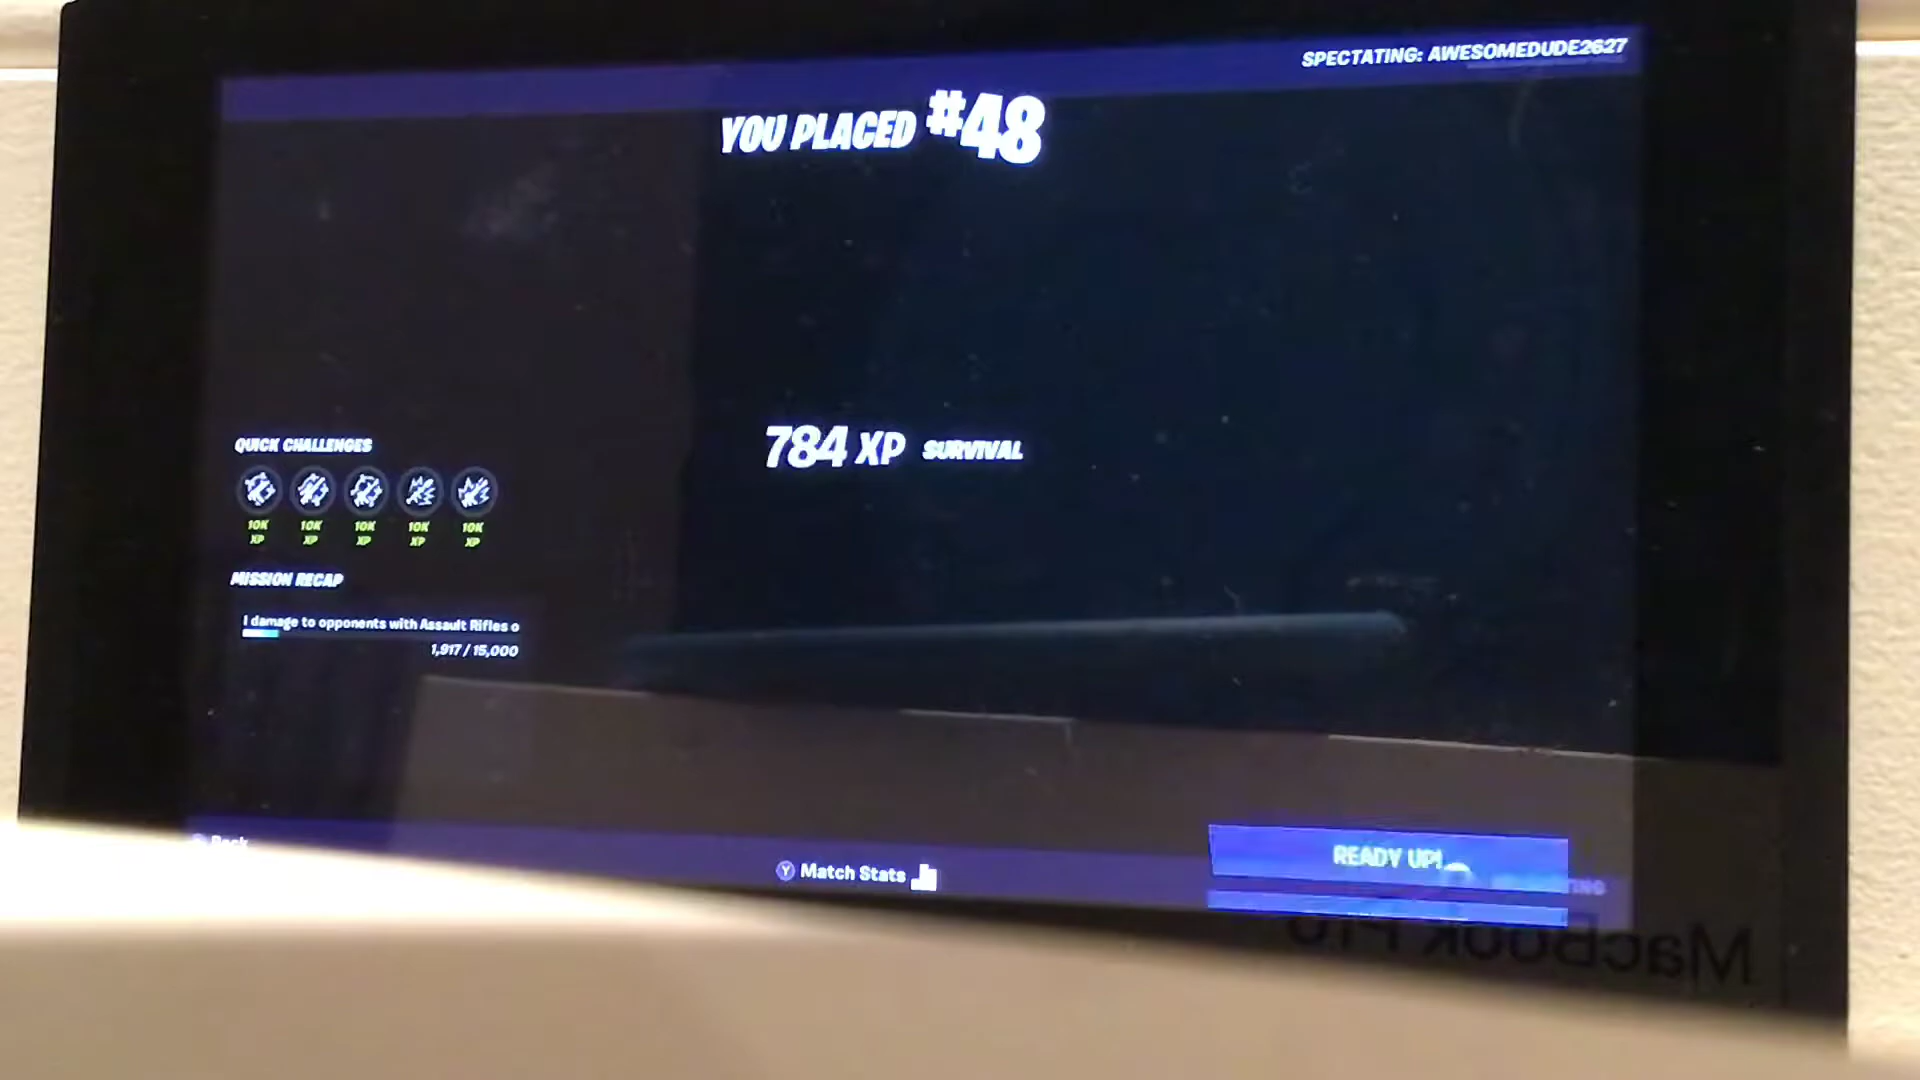 SPECTATING: AWESOMEDUDE2627
YOU PLACED #48
784 XP SURVIVAL
QUICK CHALLENGES
10K XP 10K XP 10K XP 10K XP 10K XP
MISSION RECAP
l damage to opponents with Assault Rifles o
1,917 / 15,000
Back
Y Match Stats
READY UP!
TING
MacBook Pro